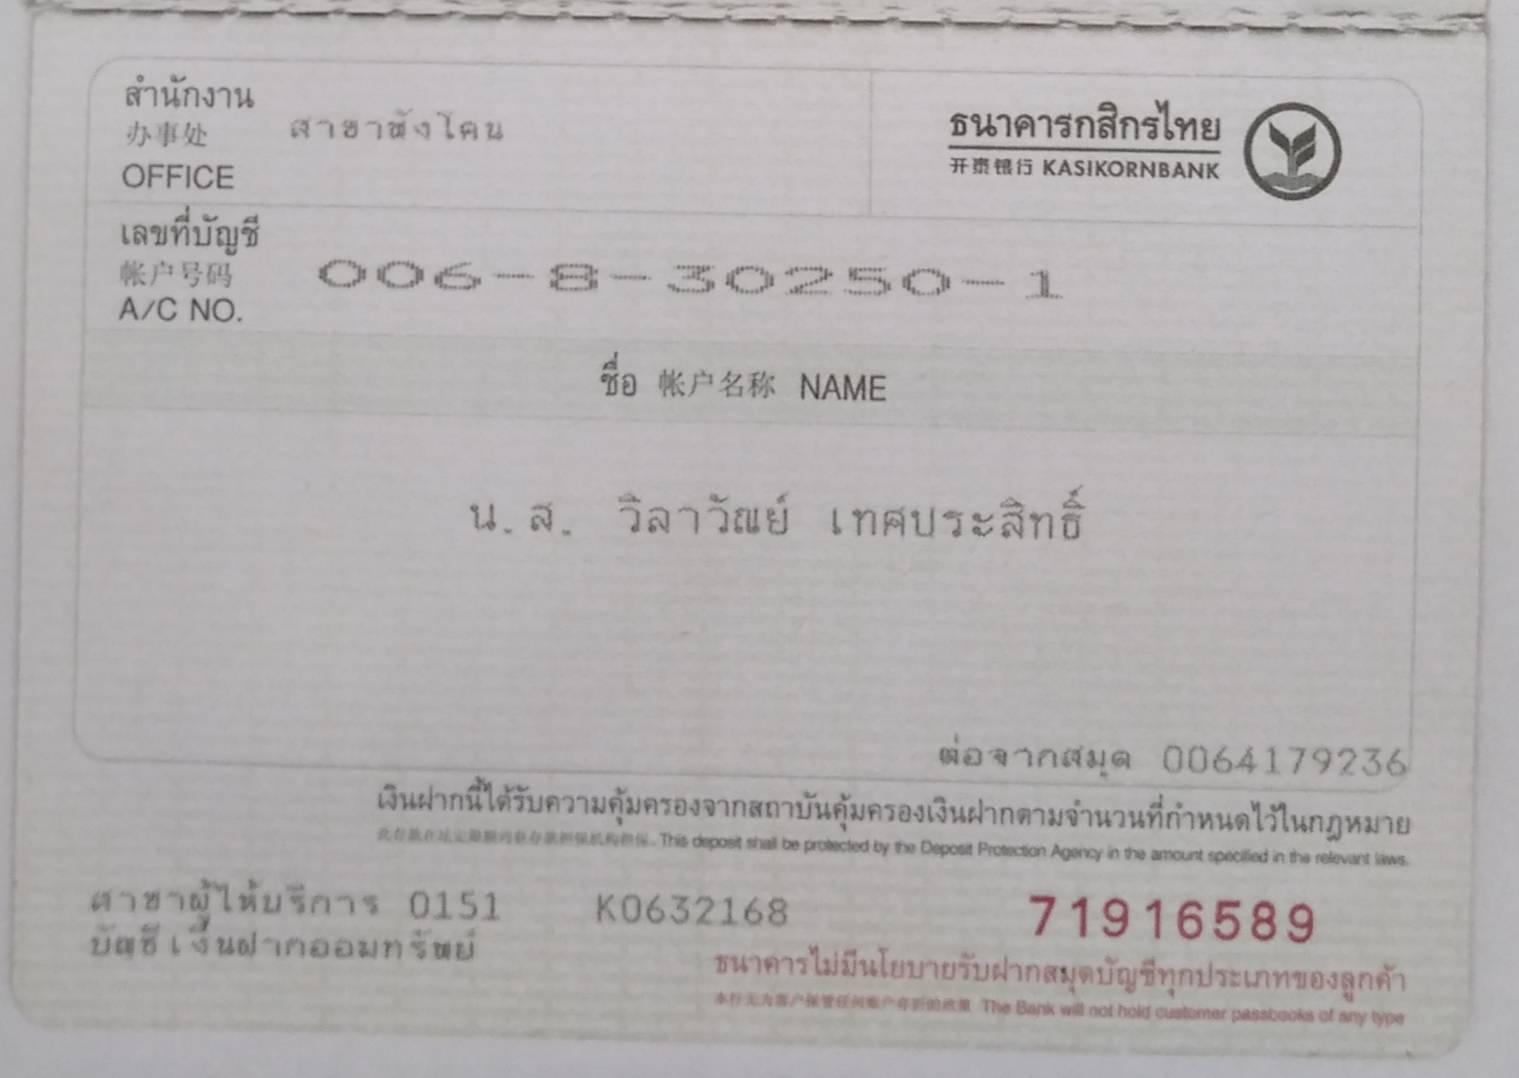 สำนักงาน
办事处
OFFICE
สาขาพังโคน
ธนาคารกสิกรไทย
开泰银行 KASIKORNBANK
เลขที่บัญชี
帐户号码
A/C NO.
006-8-30250-1
ชื่อ 帐户名称 NAME
น.ส. วิลาวัณย์ เทศประสิทธิ์
ต่อจากสมุด 0064179236
เงินฝากนี้ได้รับความคุ้มครองจากสถาบันคุ้มครองเงินฝากตามจำนวนที่กำหนดไว้ในกฎหมาย
This deposit shall be protected by the Deposit Protection Agency in the amount specified in the relevant laws.
สาขาผู้ให้บริการ 0151 K0632168 71916589
บัญชีเงินฝากออมทรัพย์
ธนาคารไม่มีนโยบายรับฝากสมุดบัญชีทุกประเภทของลูกค้า
The Bank will not hold customer passbooks of any type